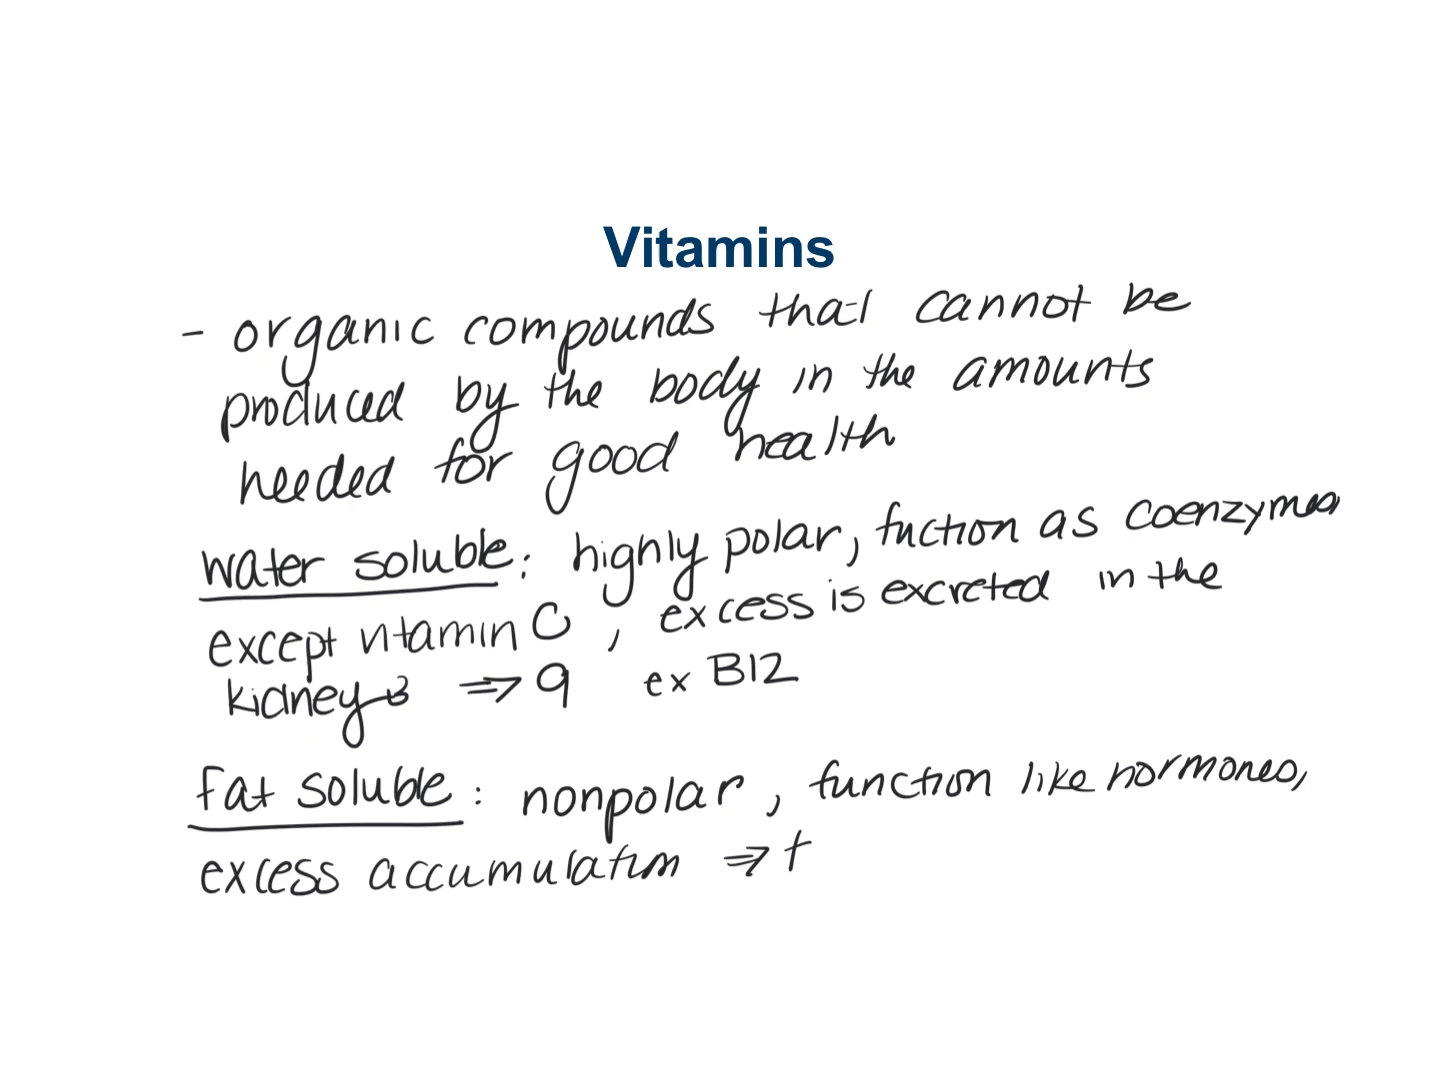 Vitamins
- organic compounds that cannot be
produced by the body in the amounts
needed for good health
water soluble: highly polar, fuction as coenzymes
except vitamin C, excess is excreted in the
kidneys ⇒ 9 ex B12
fat soluble: nonpolar, function like hormones,
excess accumulation ⇒ t